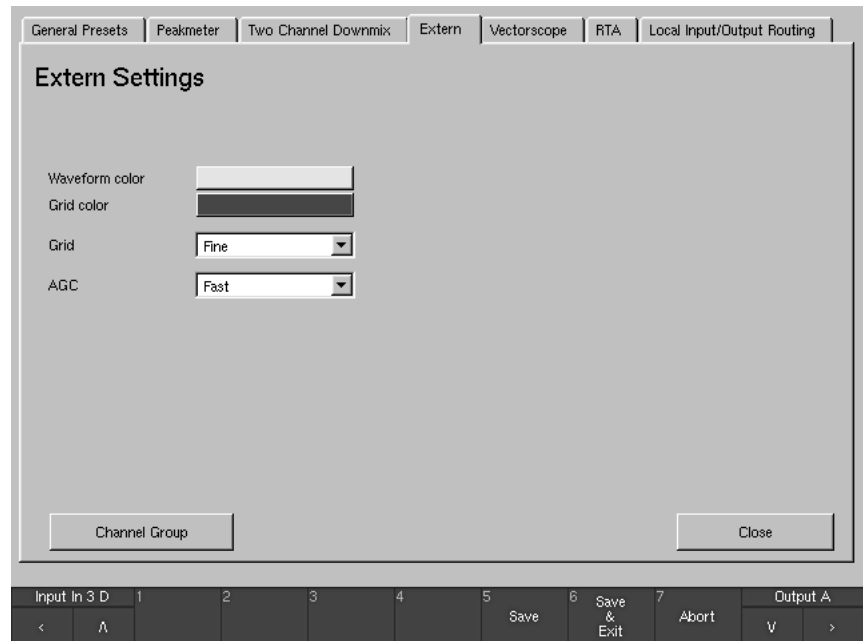 General Presets Peakmeter Two Channel Downmix Extern Vectorscope RTA Local Input/Output Routing
Extern Settings
Waveform color
Grid color
Grid Fine
AGC Fast
Channel Group Close
Input In 3 D 1 2 3 4 5 Save 6 Save & Exit 7 Abort Output A
< Λ V >